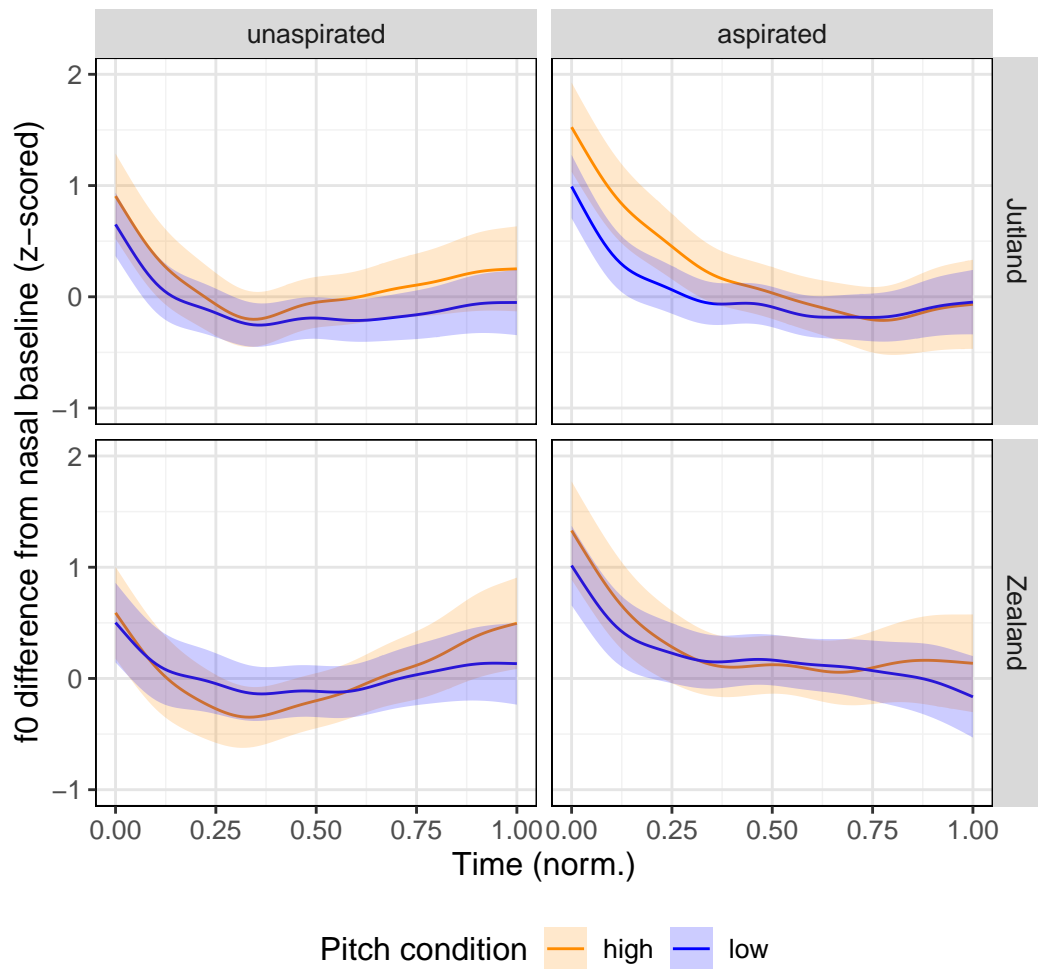 unaspirated aspirated
2
1
0
−1
Jutland
2
1
0
−1
Zealand
f0 difference from nasal baseline (z−scored)
0.00 0.25 0.50 0.75 1.00 0.00 0.25 0.50 0.75 1.00
Time (norm.)
Pitch condition high low